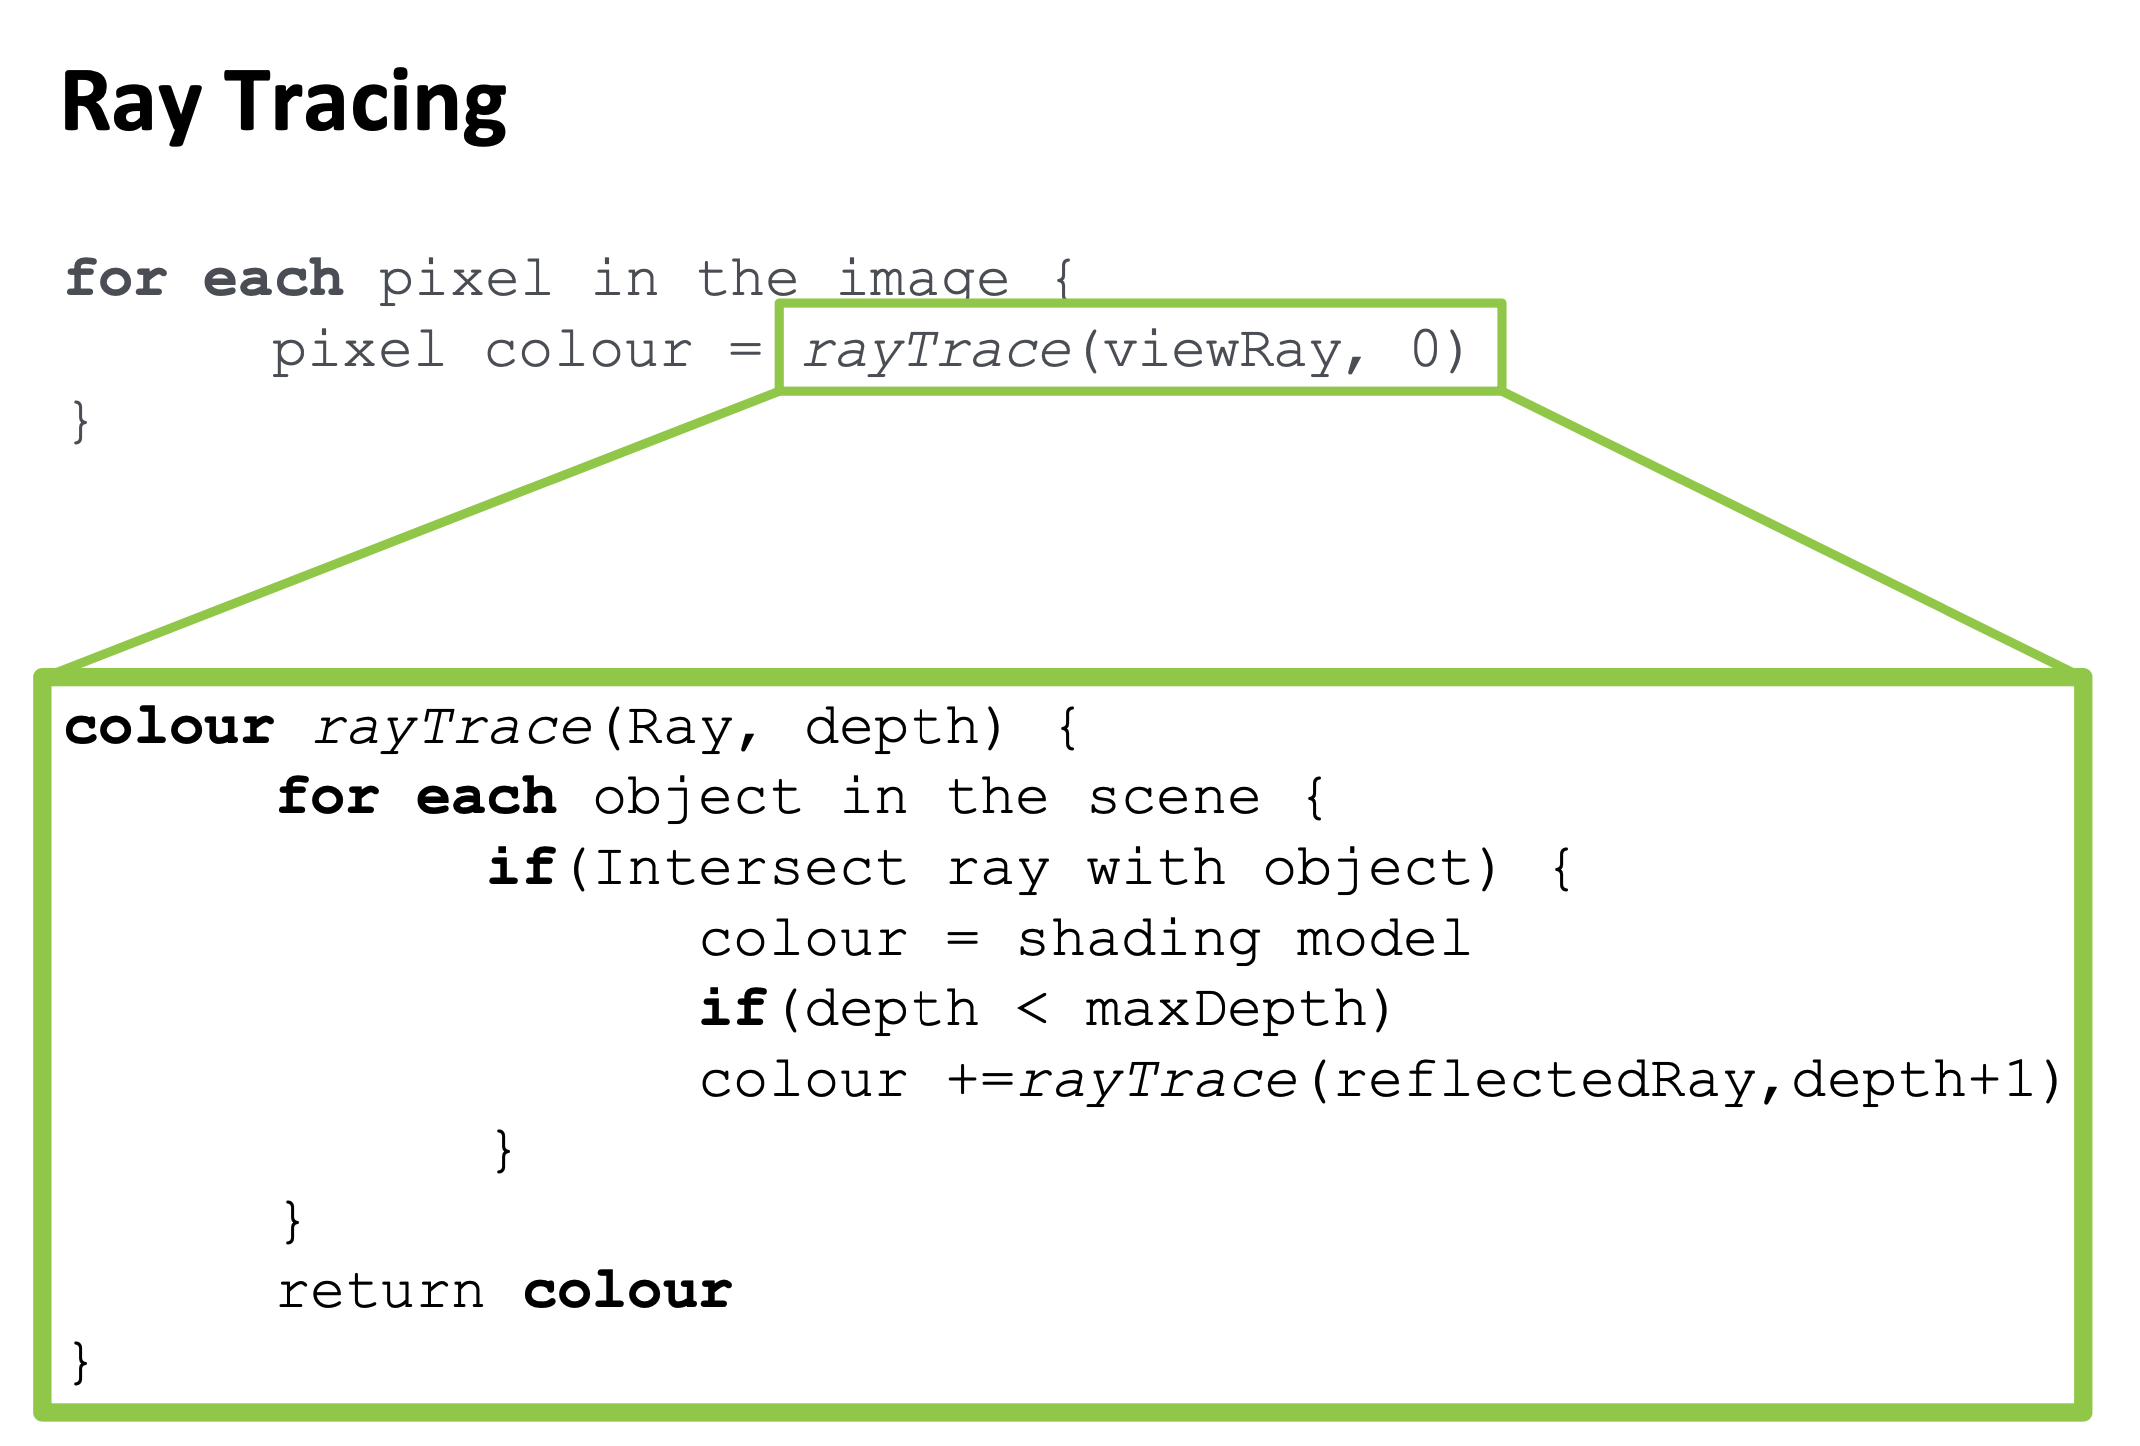 Ray Tracing
for each pixel in the image {
pixel colour = rayTrace(viewRay, 0)
}
colour rayTrace(Ray, depth) {
for each object in the scene {
if(Intersect ray with object) {
colour = shading model
if(depth < maxDepth)
colour +=rayTrace(reflectedRay,depth+1)
}
}
return colour
}